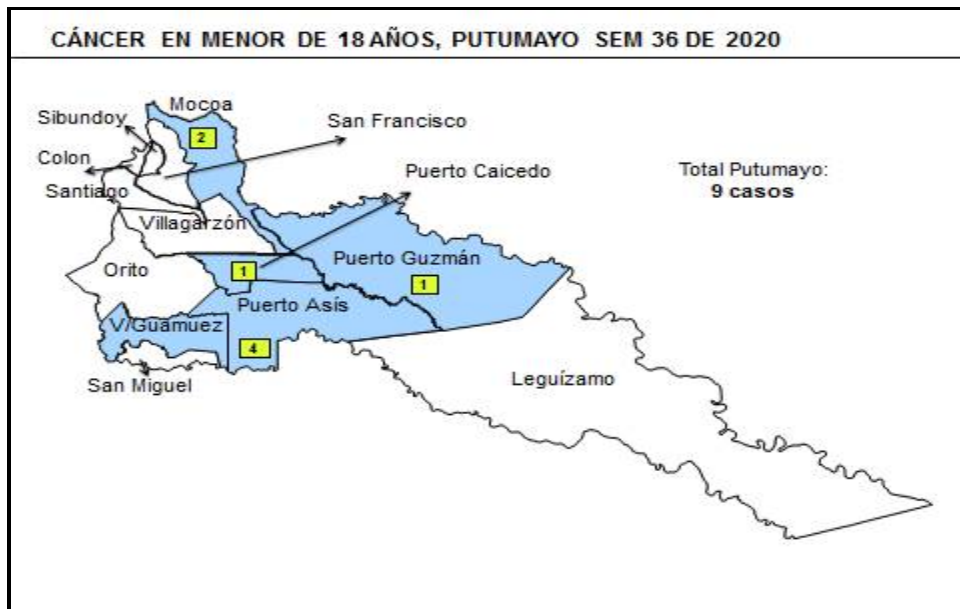 CÁNCER EN MENOR DE 18 AÑOS, PUTUMAYO SEM 36 DE 2020
Mocoa
Sibundoy
San Francisco
2
Colon
Puerto Caicedo
Total Putumayo:
9 casos
Santiago
Villagarzón
Puerto Guzmán
Orito
1
1
Puerto Asís
V/Guamuez
4
Leguízamo
San Miguel